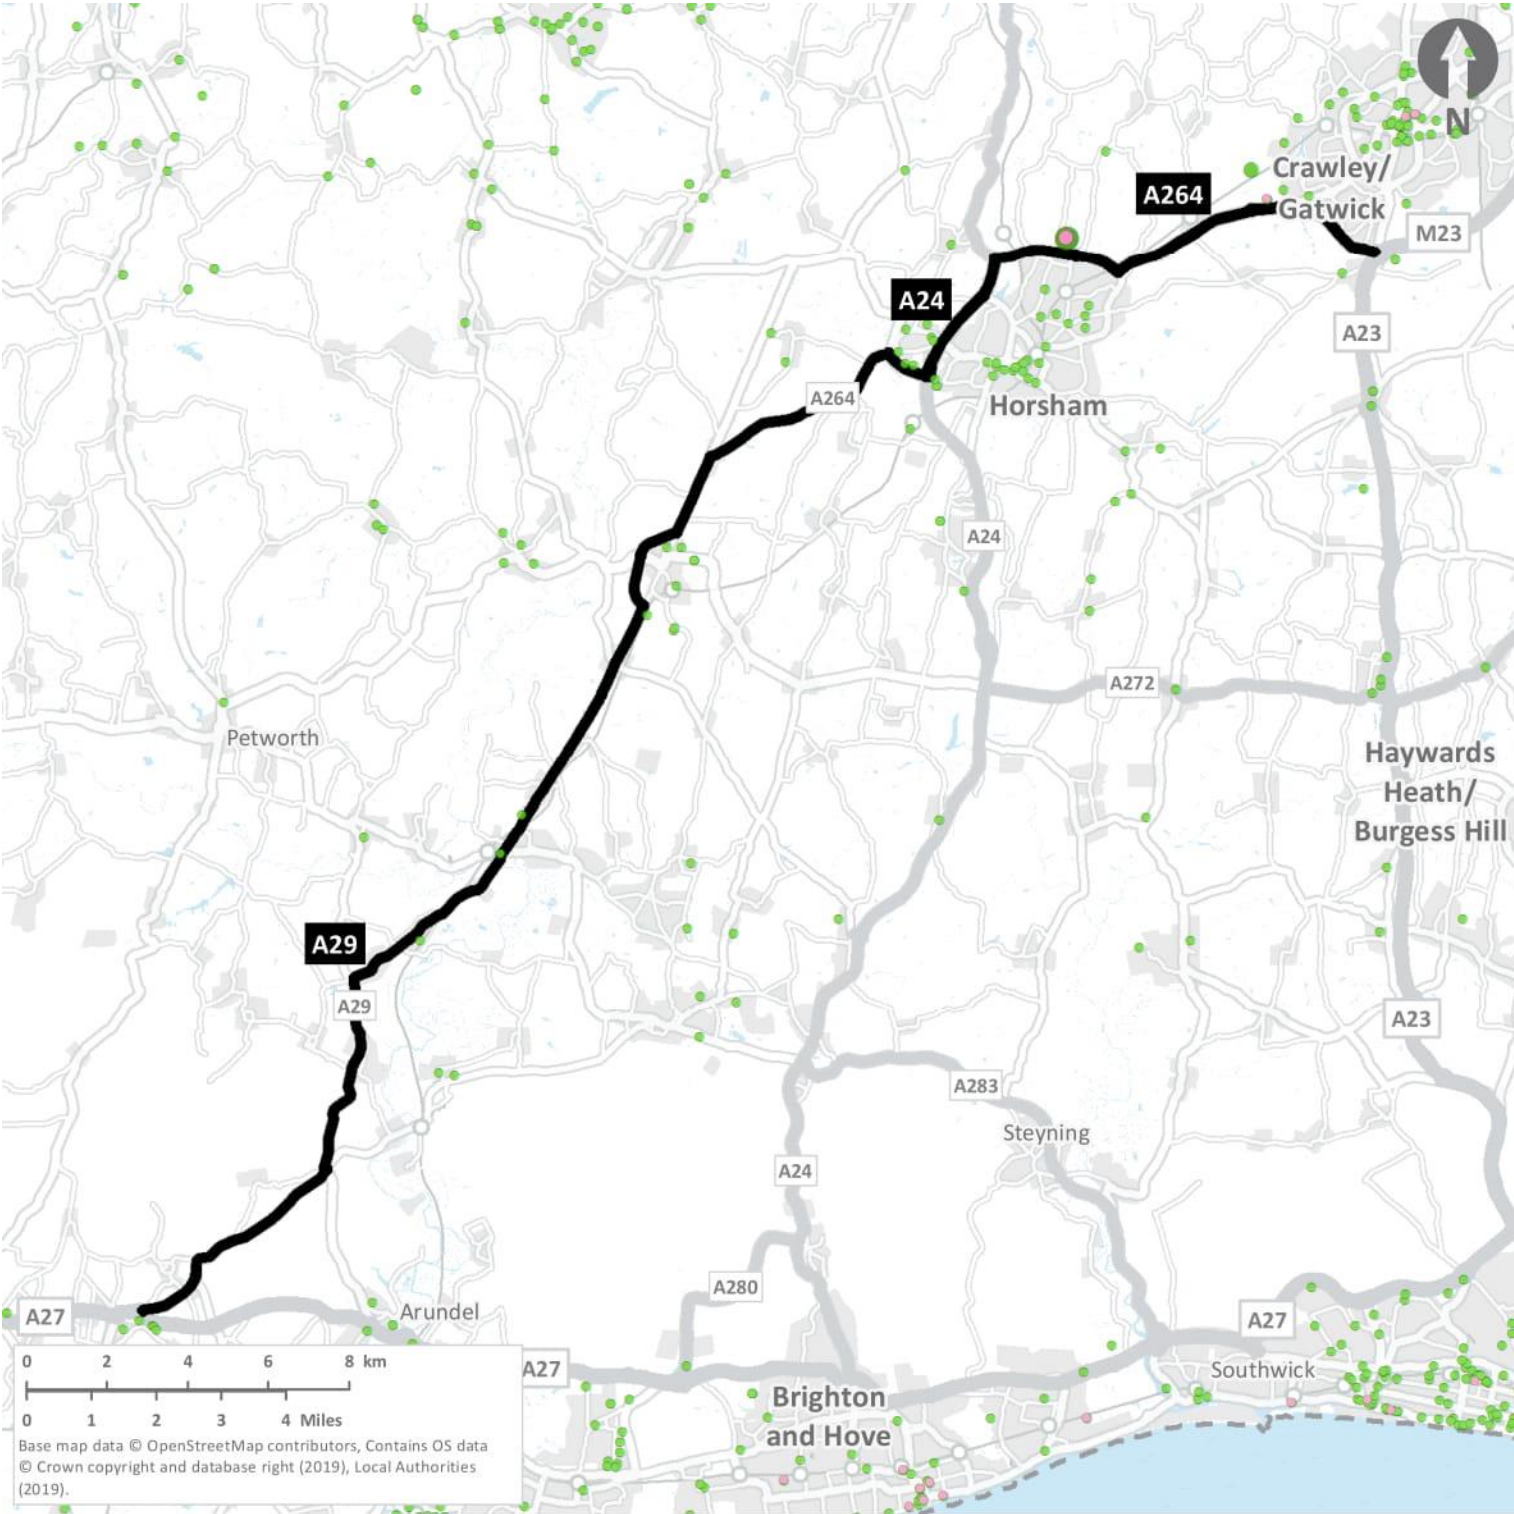 N
Crawley/
Gatwick
A264
M23
A24
A23
A264
Horsham
A24
A272
Petworth
Haywards
Heath/
Burgess Hill
A29
A29
A23
A283
Steyning
A24
A280
Arundel
A27
A27
A27
Southwick
Brighton
and Hove
0 2 4 6 8 km
0 1 2 3 4 Miles
Base map data © OpenStreetMap contributors, Contains OS data
© Crown copyright and database right (2019), Local Authorities
(2019).